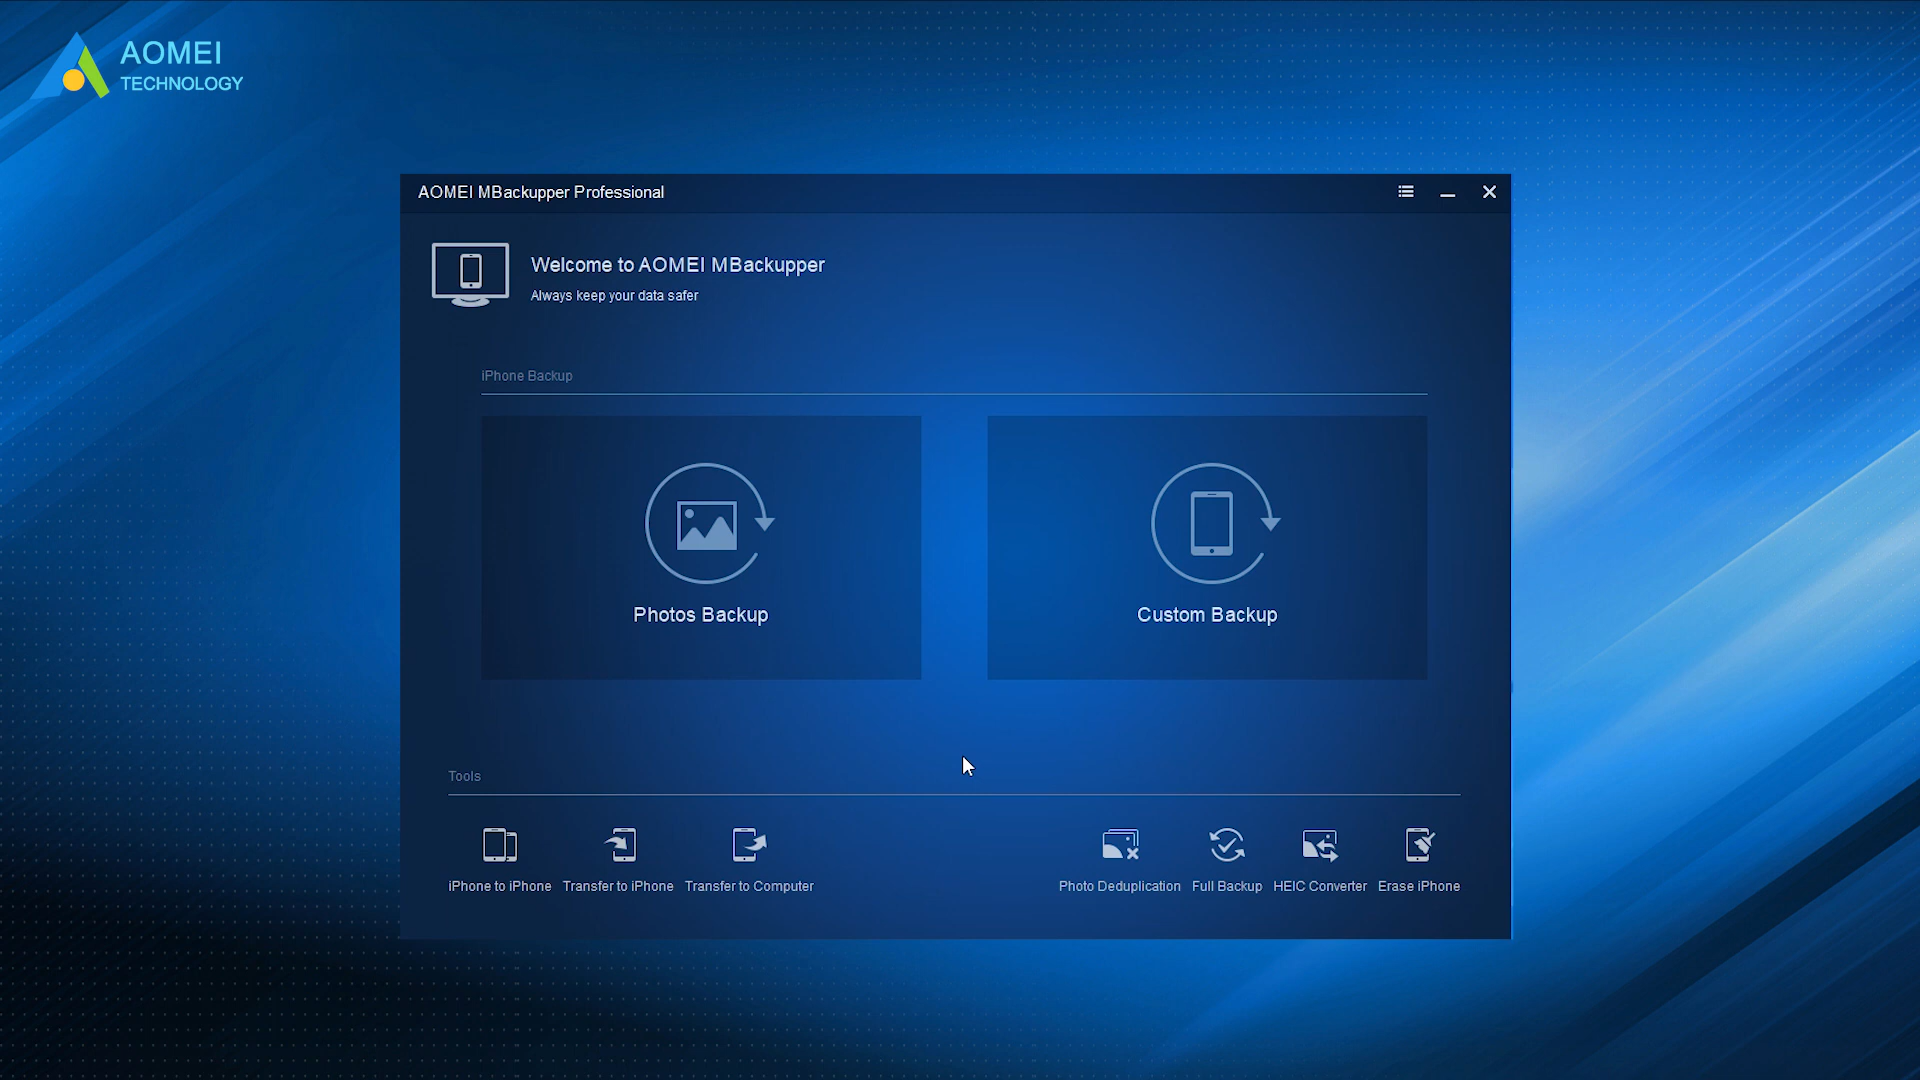 AOMEI
TECHNOLOGY
AOMEI MBackupper Professional
Welcome to AOMEI MBackupper
Always keep your data safer
iPhone Backup
Photos Backup
Custom Backup
Tools
iPhone to iPhone
Transfer to iPhone
Transfer to Computer
Photo Deduplication
Full Backup
HEIC Converter
Erase iPhone